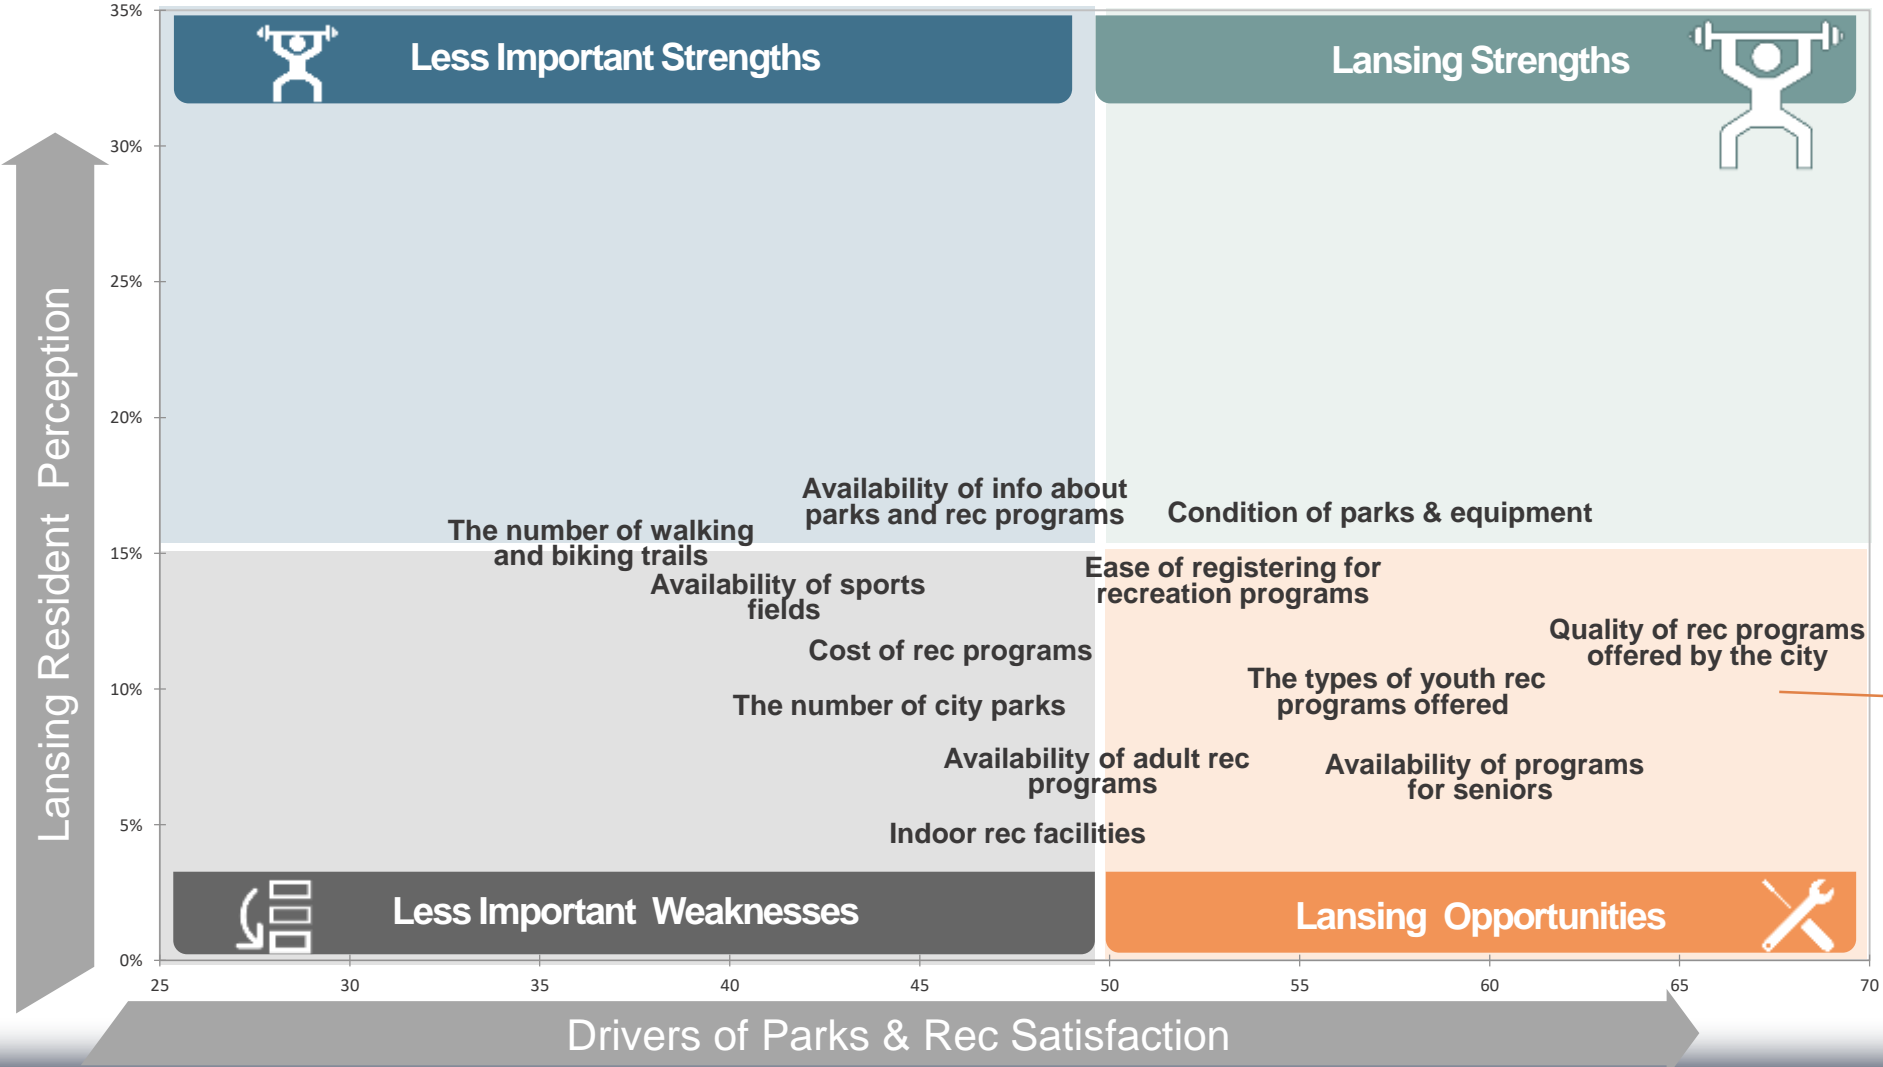 35%
Less Important Strengths
Lansing Strengths
30%
25%
20%
15%
10%
5%
0%
Lansing Resident Perception
Availability of info about
parks and rec programs
Condition of parks & equipment
The number of walking
and biking trails
Availability of sports
fields
Ease of registering for
recreation programs
Cost of rec programs
Quality of rec programs
offered by the city
The types of youth rec
programs offered
The number of city parks
Availability of adult rec
programs
Availability of programs
for seniors
Indoor rec facilities
Less Important Weaknesses
Lansing Opportunities
25 30 35 40 45 50 55 60 65 70
Drivers of Parks & Rec Satisfaction